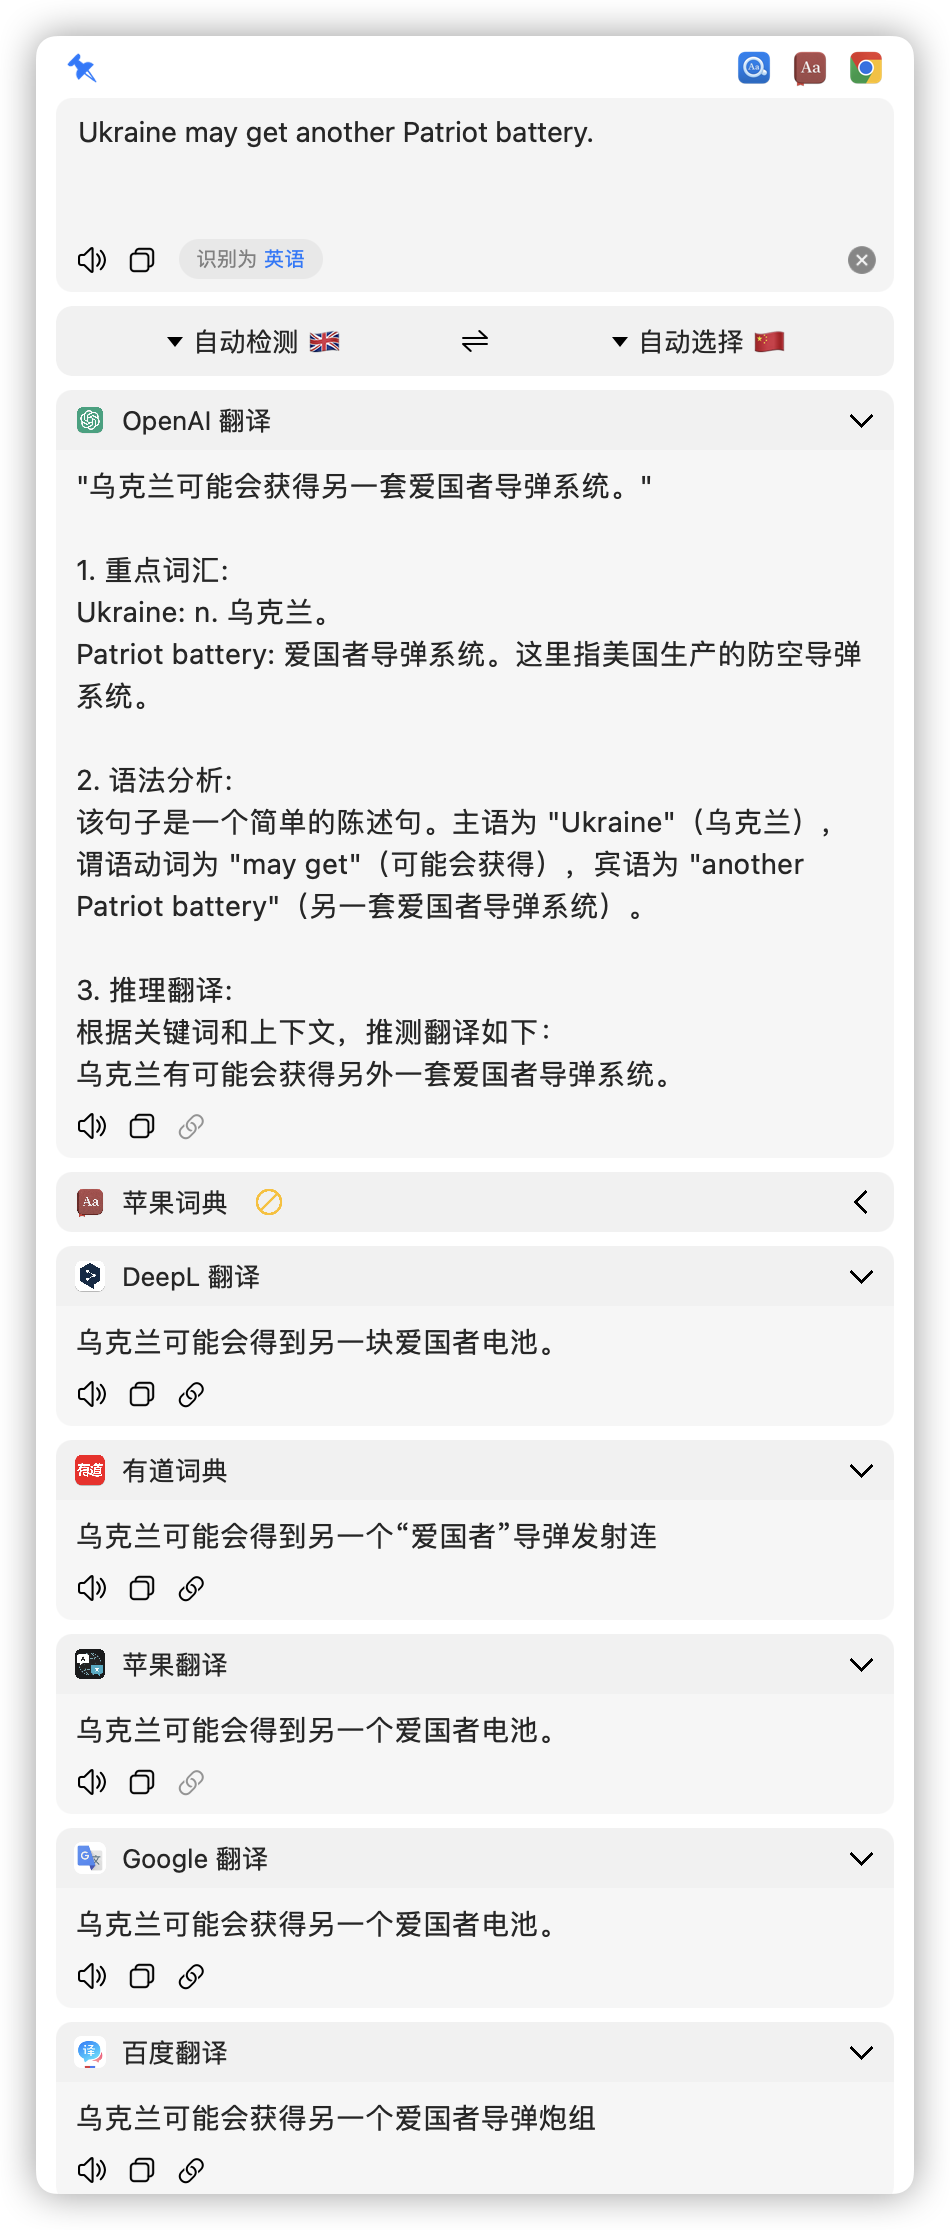 Aa
Aa
Ukraine may get another Patriot battery.
识别为 英语
自动检测
自动选择
OpenAI 翻译
"乌克兰可能会获得另一套爱国者导弹系统。"
1. 重点词汇:
Ukraine: n. 乌克兰。
Patriot battery: 爱国者导弹系统。这里指美国生产的防空导弹
系统。
2. 语法分析:
该句子是一个简单的陈述句。主语为 "Ukraine"（乌克兰），
谓语动词为 "may get"（可能会获得），宾语为 "another
Patriot battery"（另一套爱国者导弹系统）。
3. 推理翻译:
根据关键词和上下文，推测翻译如下：
乌克兰有可能会获得另外一套爱国者导弹系统。
Aa
苹果词典
DeepL 翻译
乌克兰可能会得到另一块爱国者电池。
有道
有道词典
乌克兰可能会得到另一个“爱国者”导弹发射连
A
苹果翻译
乌克兰可能会得到另一个爱国者电池。
G
文
Google 翻译
乌克兰可能会获得另一个爱国者电池。
译
百度翻译
乌克兰可能会获得另一个爱国者导弹炮组